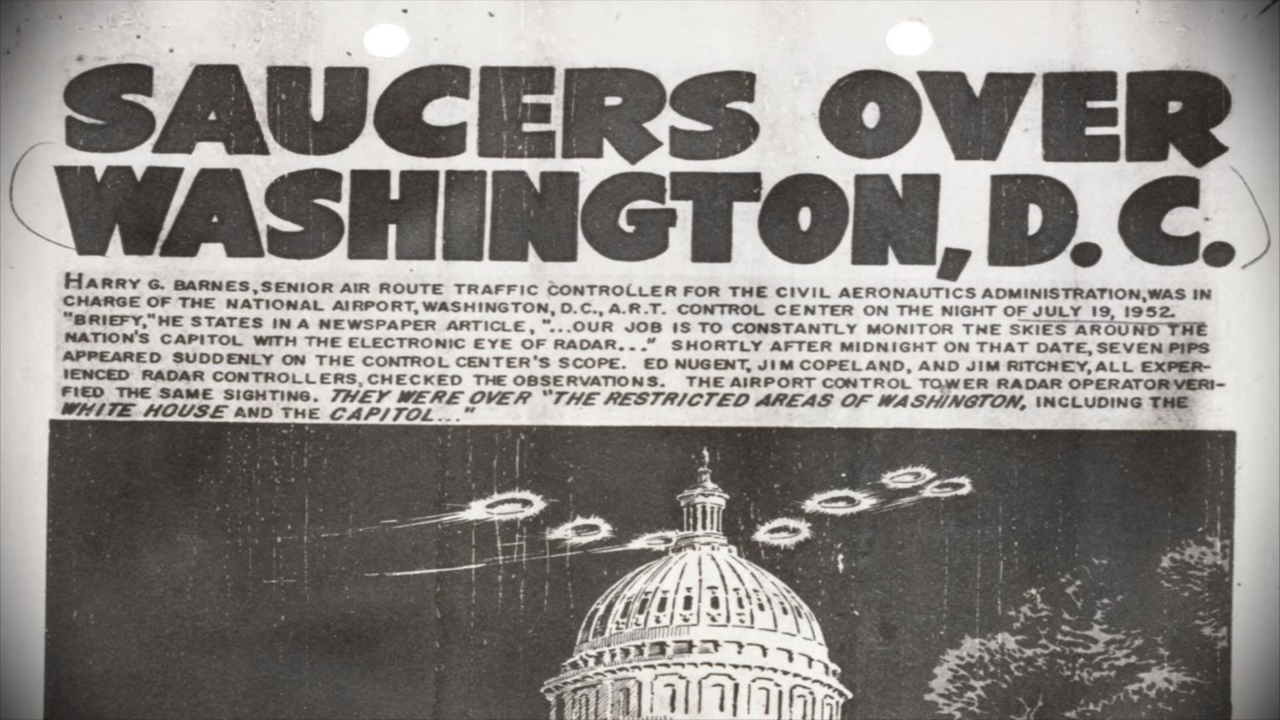 SAUCERS OVER
WASHINGTON, D.C.
HARRY G. BARNES, SENIOR AIR ROUTE TRAFFIC CONTROLLER FOR THE CIVIL AERONAUTICS ADMINISTRATION, WAS IN
CHARGE OF THE NATIONAL AIRPORT, WASHINGTON, D.C., A.R.T. CONTROL CENTER ON THE NIGHT OF JULY 19, 1952.
"BRIEFY," HE STATES IN A NEWSPAPER ARTICLE, "...OUR JOB IS TO CONSTANTLY MONITOR THE SKIES AROUND THE
NATION'S CAPITOL WITH THE ELECTRONIC EYE OF RADAR..." SHORTLY AFTER MIDNIGHT ON THAT DATE, SEVEN PIPS
APPEARED SUDDENLY ON THE CONTROL CENTER'S SCOPE. ED NUGENT, JIM COPELAND, AND JIM RITCHEY, ALL EXPER-
IENCED RADAR CONTROLLERS, CHECKED THE OBSERVATIONS. THE AIRPORT CONTROL TOWER RADAR OPERATOR VERI-
FIED THE SAME SIGHTING. THEY WERE OVER "THE RESTRICTED AREAS OF WASHINGTON, INCLUDING THE
WHITE HOUSE AND THE CAPITOL..."